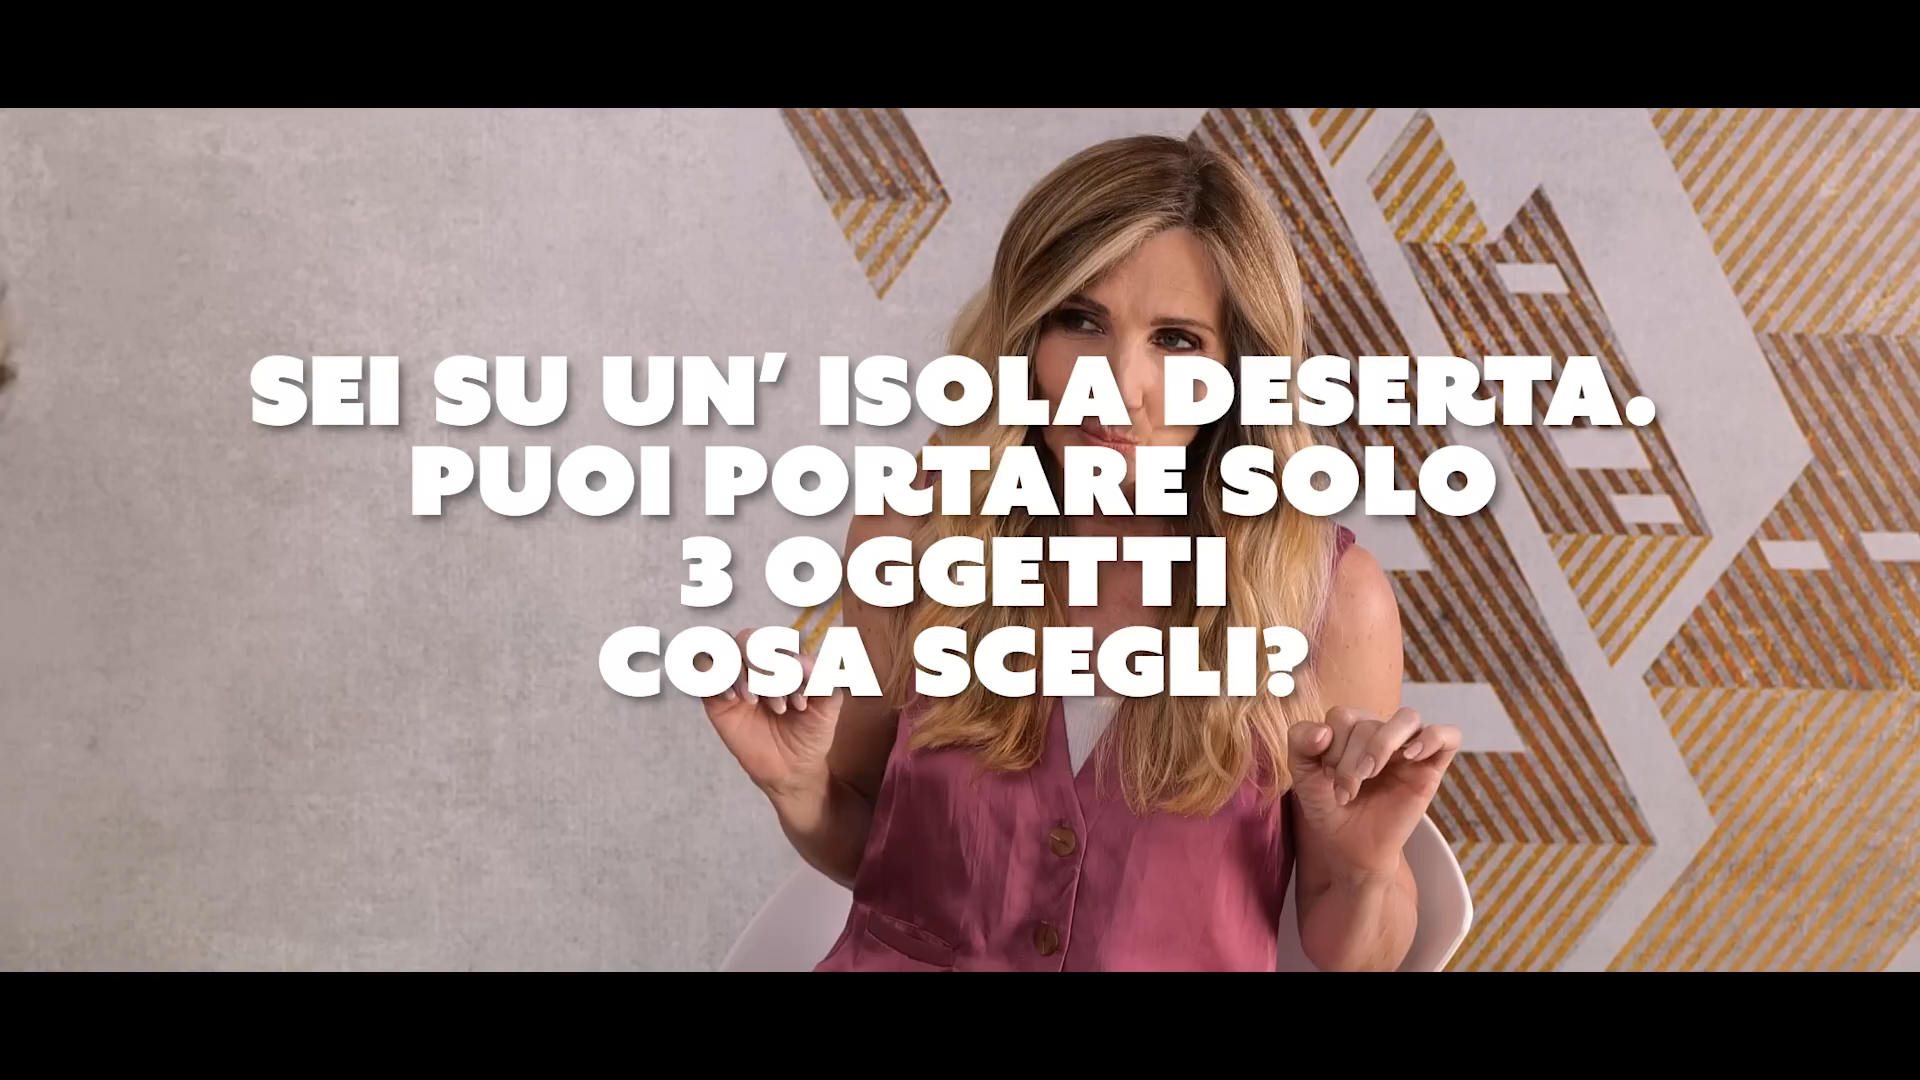 SEI SU UN' ISOLA DESERTA.
PUOI PORTARE SOLO
3 OGGETTI
COSA SCEGLI?